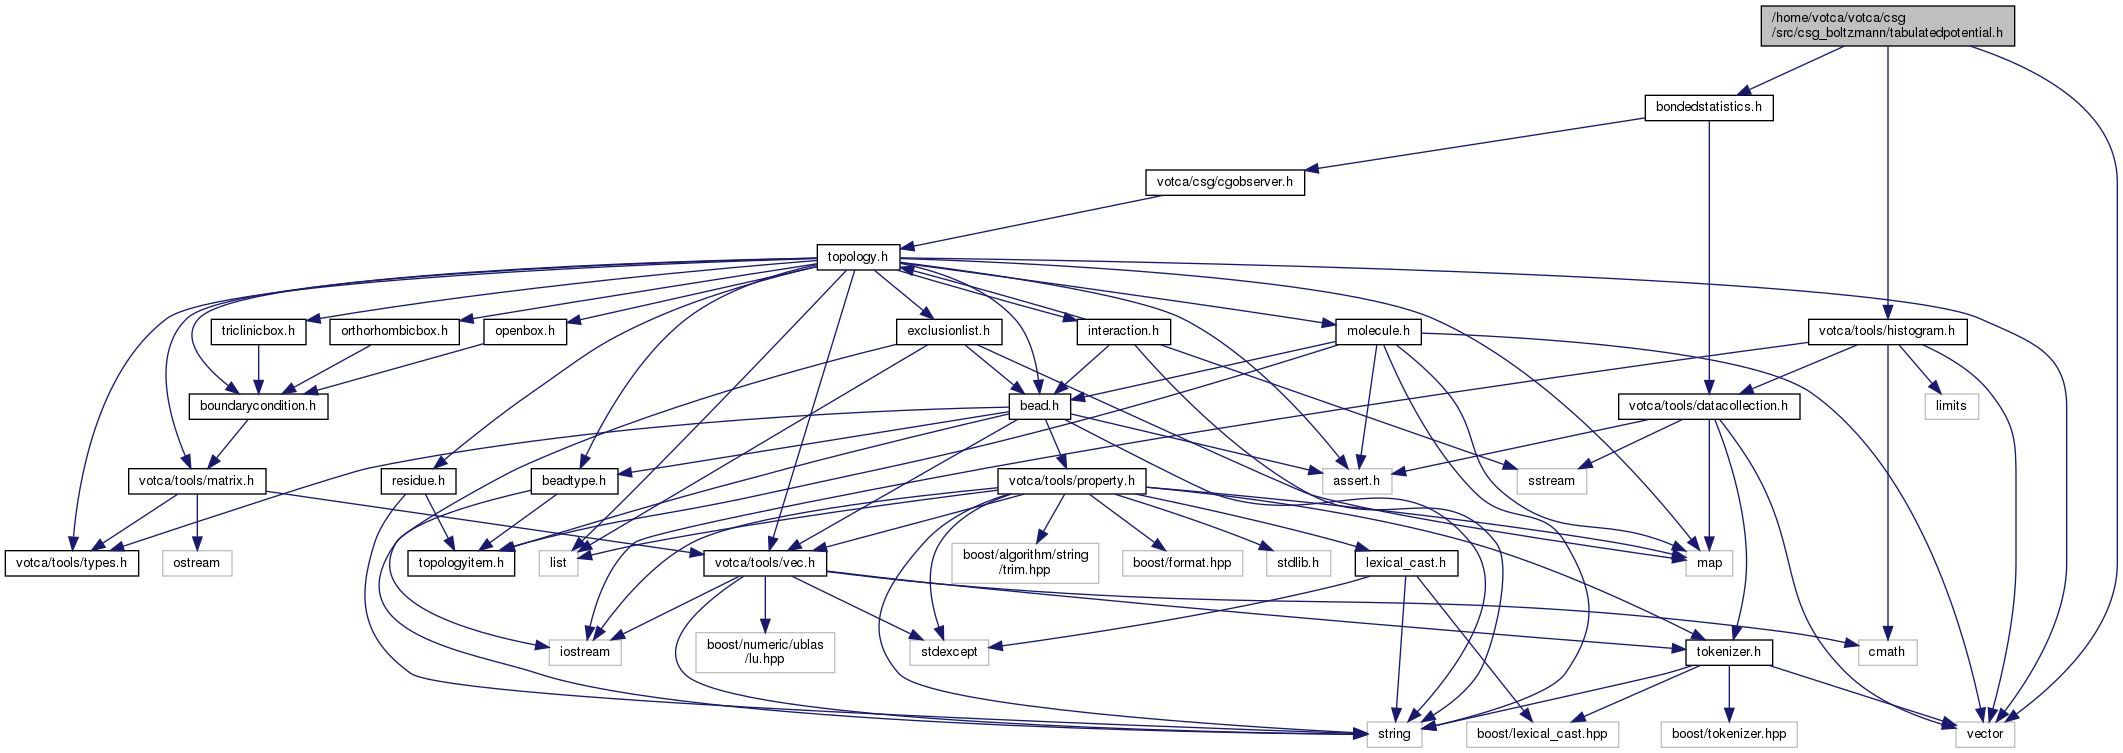 /home/votca/votca/csg
/src/csg_boltzmann/tabulatedpotential.h
bondedstatistics.h
votca/csg/cgobserver.h
topology.h
triclinicbox.h
orthorhombicbox.h
openbox.h
exclusionlist.h
interaction.h
molecule.h
votca/tools/histogram.h
boundarycondition.h
bead.h
votca/tools/datacollection.h
limits
votca/tools/matrix.h
residue.h
beadtype.h
votca/tools/property.h
assert.h
sstream
votca/tools/types.h
ostream
topologyitem.h
list
votca/tools/vec.h
boost/algorithm/string
/trim.hpp
boost/format.hpp
stdlib.h
lexical_cast.h
map
iostream
boost/numeric/ublas
/lu.hpp
stdexcept
tokenizer.h
cmath
string
boost/lexical_cast.hpp
boost/tokenizer.hpp
vector